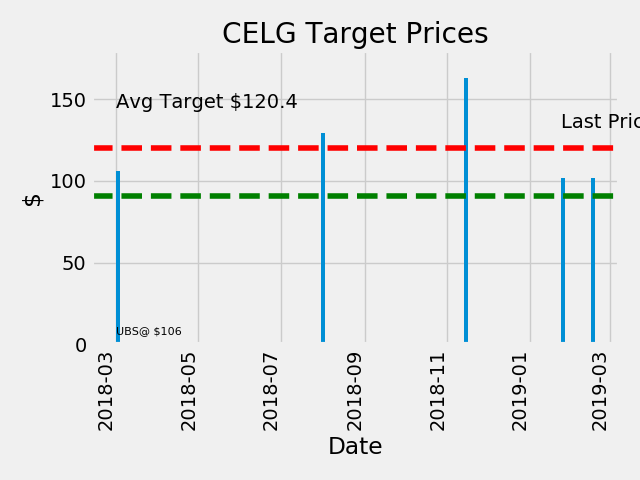 CELG Target Prices
Avg Target $120.4
Last Pric
150
100
50
0
$
UBS@ $106
2018-03
2018-05
2018-07
2018-09
2018-11
2019-01
2019-03
Date